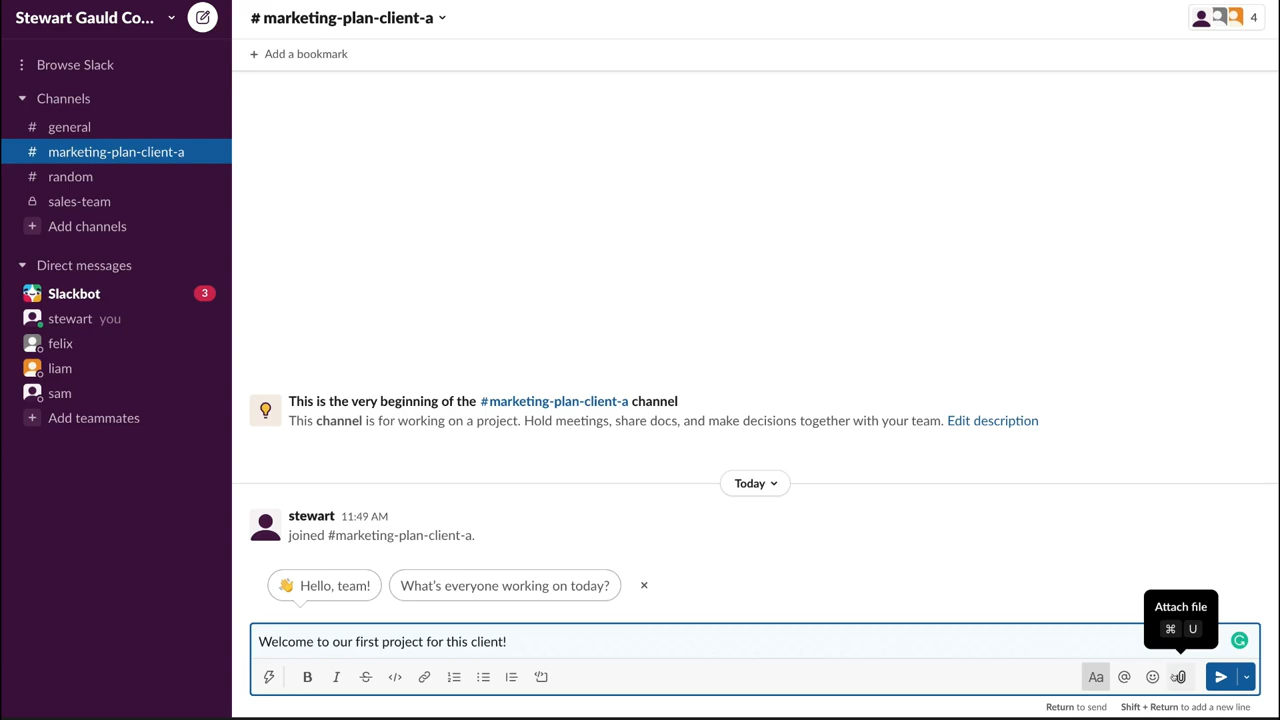 Stewart Gauld Co...
# marketing-plan-client-a
4
Add a bookmark
Browse Slack
Channels
# general
# marketing-plan-client-a
# random
sales-team
+ Add channels
Direct messages
Slackbot 3
stewart you
felix
liam
sam
+ Add teammates
This is the very beginning of the #marketing-plan-client-a channel
This channel is for working on a project. Hold meetings, share docs, and make decisions together with your team. Edit description
Today
stewart 11:49 AM
joined #marketing-plan-client-a.
👋 Hello, team!
What's everyone working on today?
Attach file
⌘ U
Welcome to our first project for this client!
B I S </>
Aa @
Return to send Shift + Return to add a new line